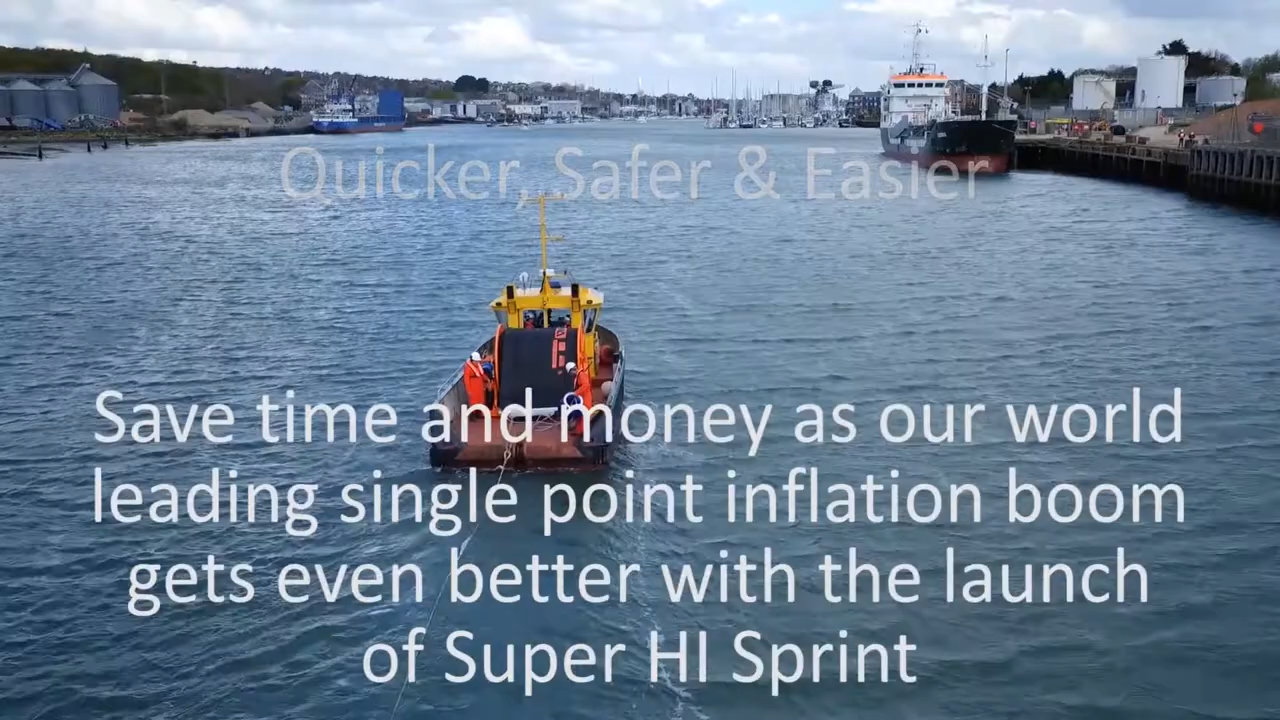 Quicker, Safer & Easier
Save time and money as our world
leading single point inflation boom
gets even better with the launch
of Super HI Sprint